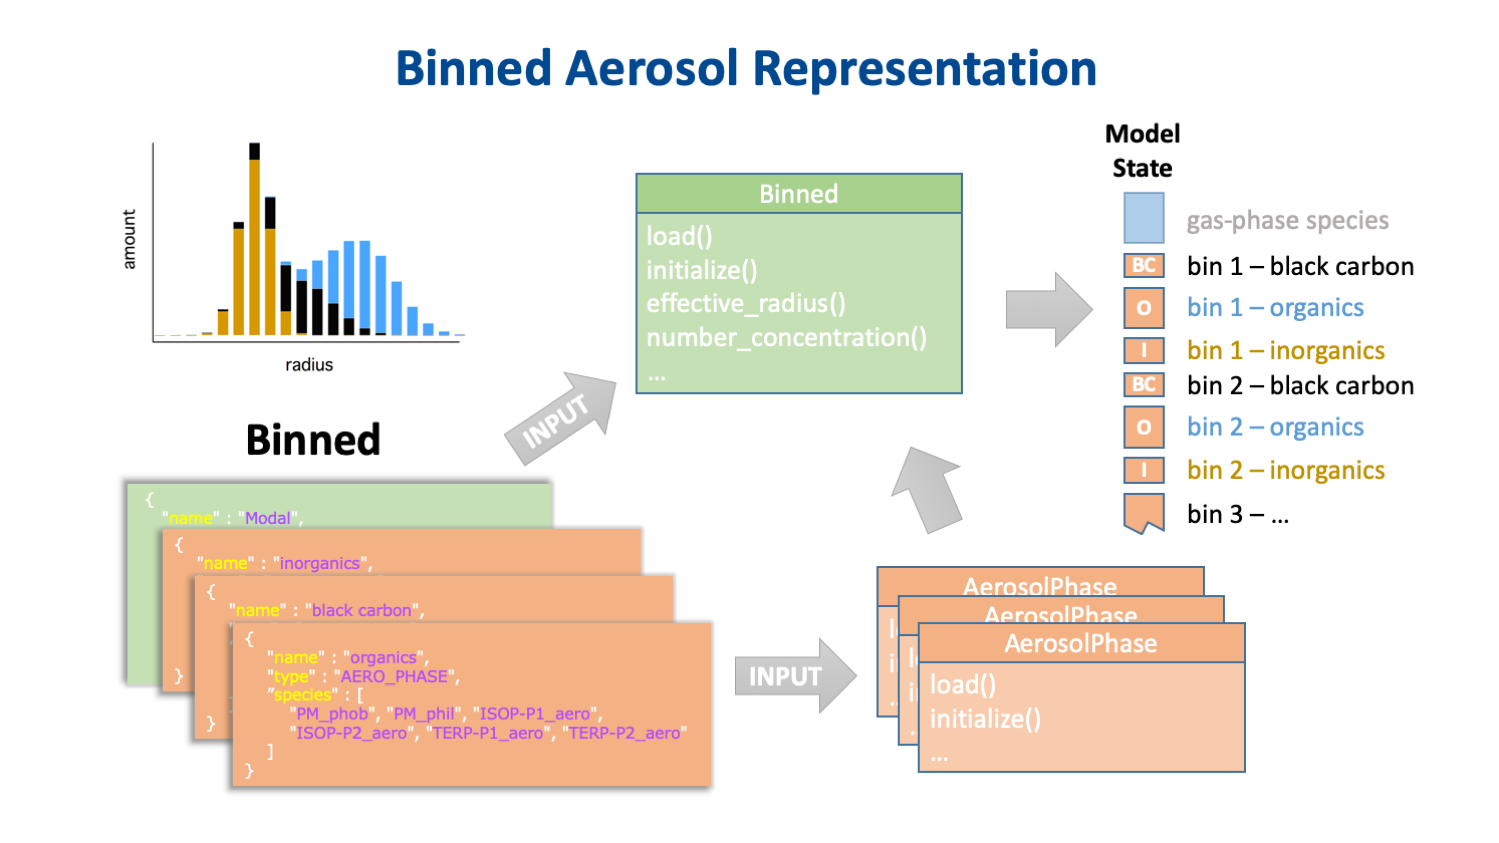 Binned Aerosol Representation
amount
radius
Binned
{
"name" : "Modal",
}
{
"name" : "inorganics",
}
{
"name" : "black carbon",
}
{
"name" : "organics",
"type" : "AERO_PHASE",
"species" : [
"PM_phob", "PM_phil", "ISOP-P1_aero",
"ISOP-P2_aero", "TERP-P1_aero", "TERP-P2_aero"
]
}
INPUT
INPUT
Binned
load()
initialize()
effective_radius()
number_concentration()
...
AerosolPhase
AerosolPhase
AerosolPhase
load()
initialize()
...
Model
State
gas-phase species
BC bin 1 – black carbon
O bin 1 – organics
I bin 1 – inorganics
BC bin 2 – black carbon
O bin 2 – organics
I bin 2 – inorganics
bin 3 – ...